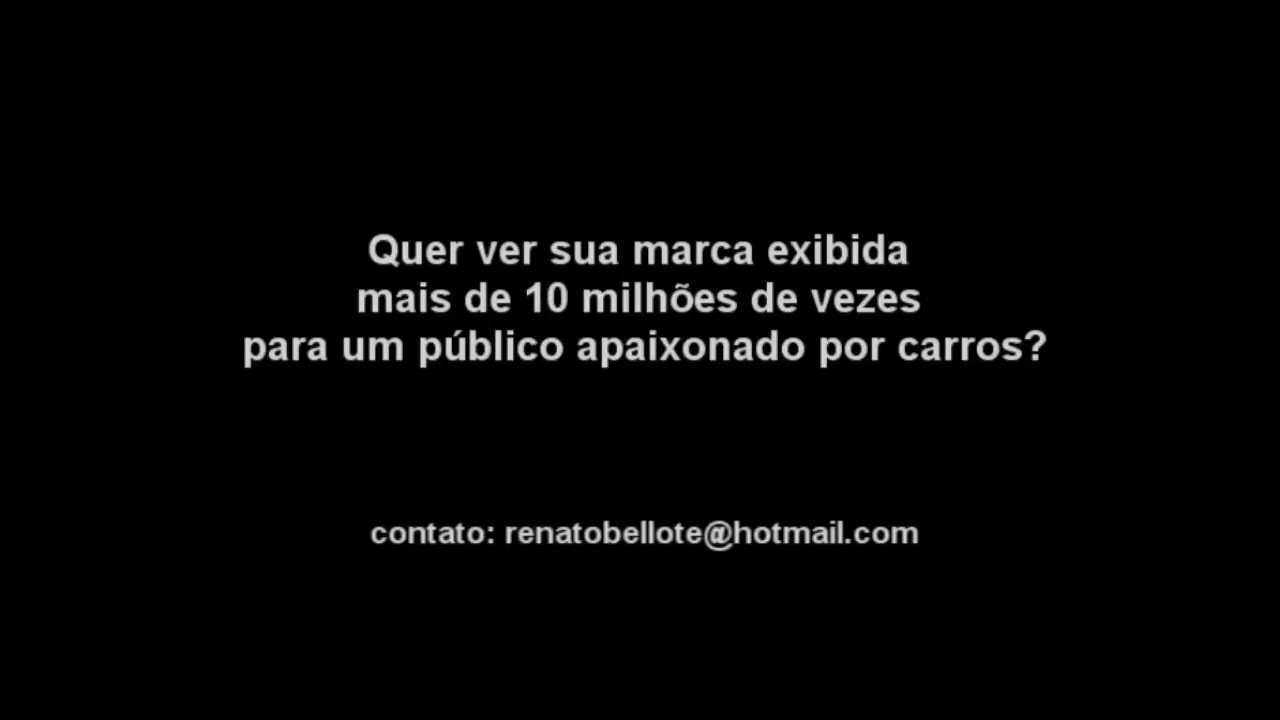 Quer ver sua marca exibida
mais de 10 milhões de vezes
para um público apaixonado por carros?
contato: renatobellote@hotmail.com